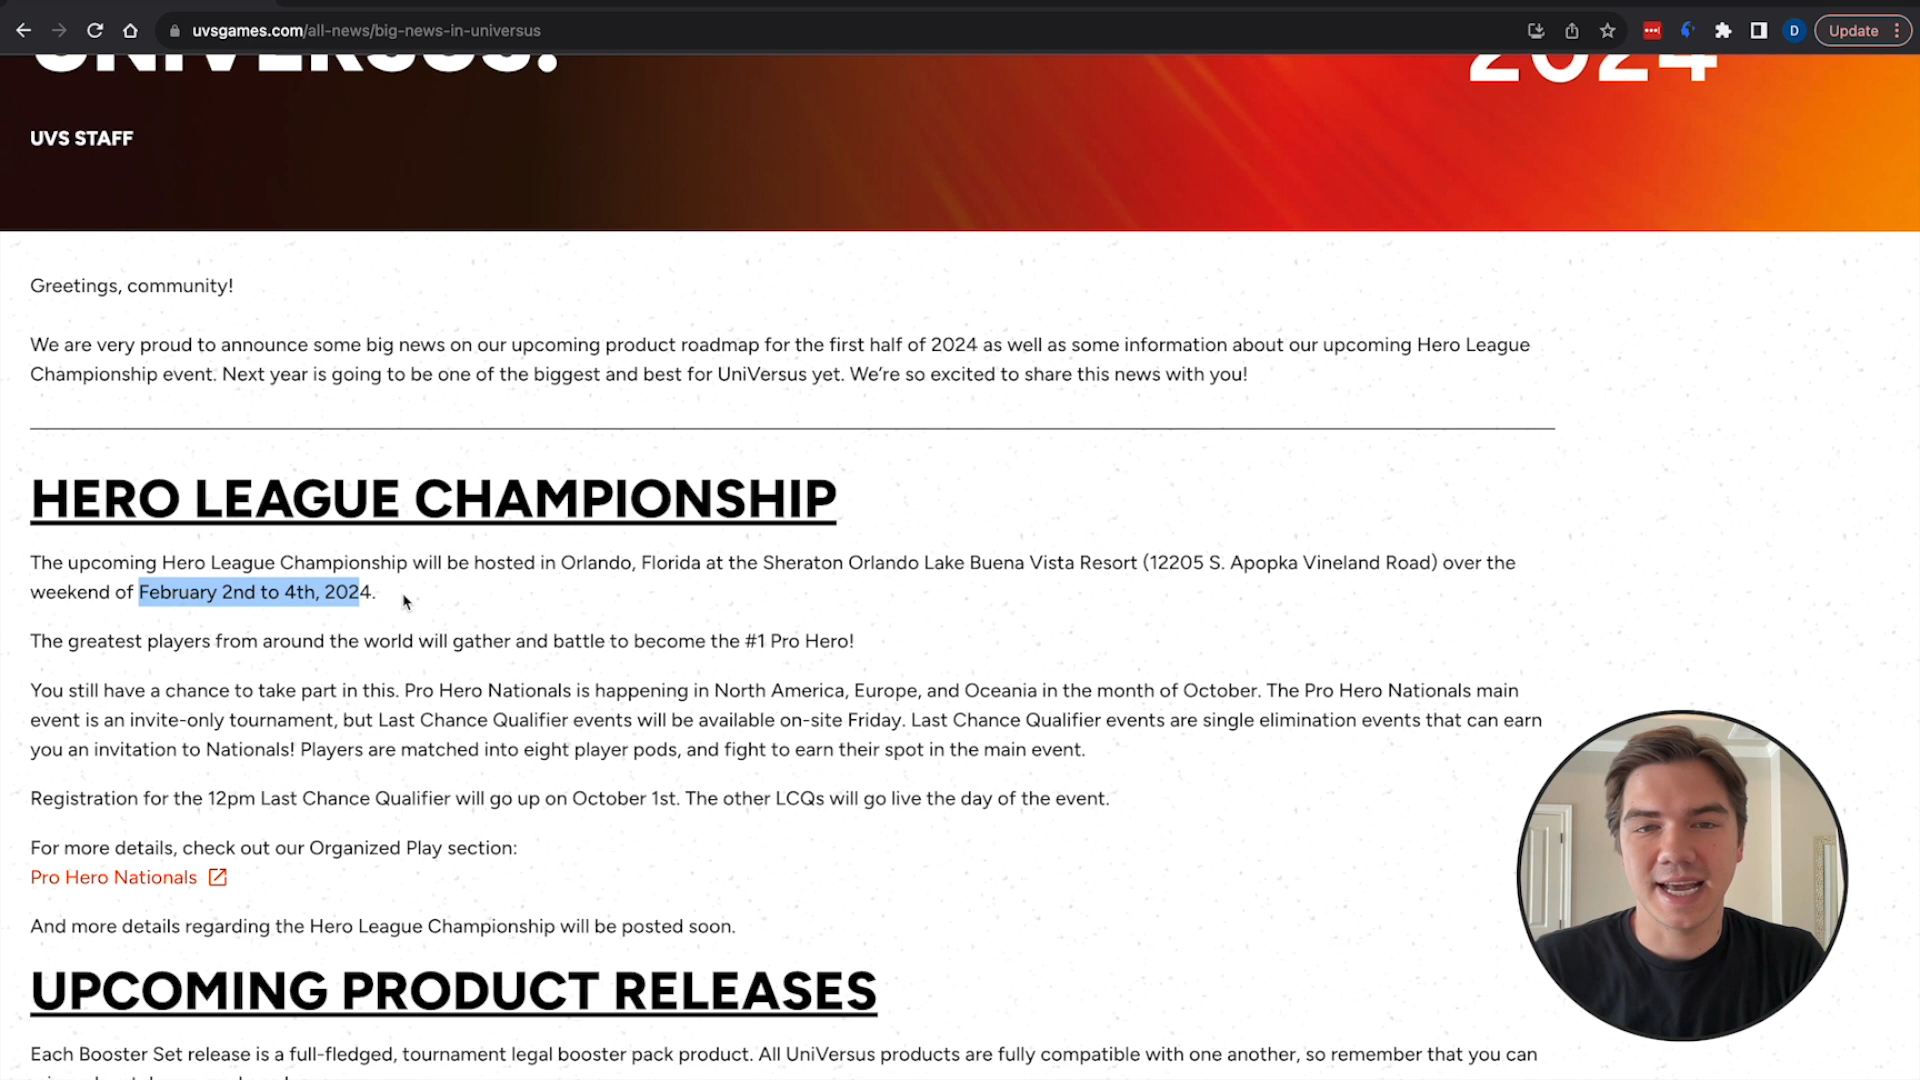 uvsgames.com/all-news/big-news-in-universus
D
Update
UNIVERSUS!
2024
UVS STAFF
Greetings, community!
We are very proud to announce some big news on our upcoming product roadmap for the first half of 2024 as well as some information about our upcoming Hero League
Championship event. Next year is going to be one of the biggest and best for UniVersus yet. We’re so excited to share this news with you!
HERO LEAGUE CHAMPIONSHIP
The upcoming Hero League Championship will be hosted in Orlando, Florida at the Sheraton Orlando Lake Buena Vista Resort (12205 S. Apopka Vineland Road) over the
weekend of February 2nd to 4th, 2024.
The greatest players from around the world will gather and battle to become the #1 Pro Hero!
You still have a chance to take part in this. Pro Hero Nationals is happening in North America, Europe, and Oceania in the month of October. The Pro Hero Nationals main
event is an invite-only tournament, but Last Chance Qualifier events will be available on-site Friday. Last Chance Qualifier events are single elimination events that can earn
you an invitation to Nationals! Players are matched into eight player pods, and fight to earn their spot in the main event.
Registration for the 12pm Last Chance Qualifier will go up on October 1st. The other LCQs will go live the day of the event.
For more details, check out our Organized Play section:
Pro Hero Nationals
And more details regarding the Hero League Championship will be posted soon.
UPCOMING PRODUCT RELEASES
Each Booster Set release is a full-fledged, tournament legal booster pack product. All UniVersus products are fully compatible with one another, so remember that you can